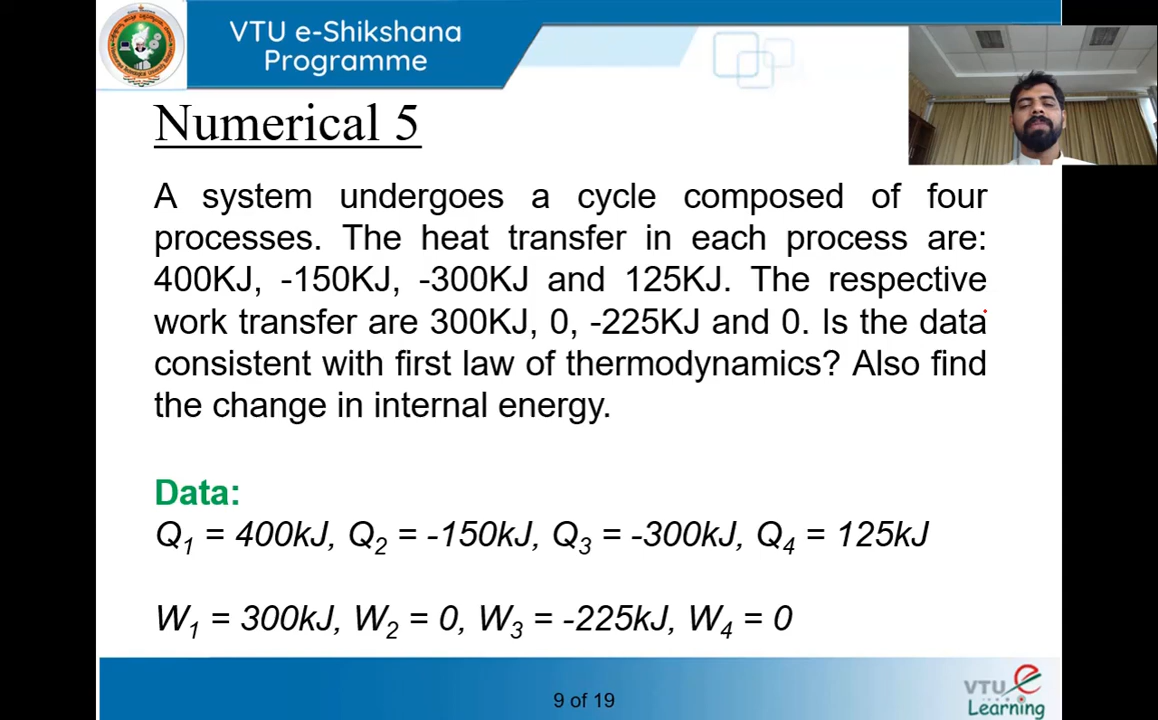 VTU e-Shikshana
Programme
Numerical 5
A system undergoes a cycle composed of four
processes. The heat transfer in each process are:
400KJ, -150KJ, -300KJ and 125KJ. The respective
work transfer are 300KJ, 0, -225KJ and 0. Is the data
consistent with first law of thermodynamics? Also find
the change in internal energy.
Data:
Q1 = 400kJ, Q2 = -150kJ, Q3 = -300kJ, Q4 = 125kJ
W1 = 300kJ, W2 = 0, W3 = -225kJ, W4 = 0
9 of 19
VTU e
Learning